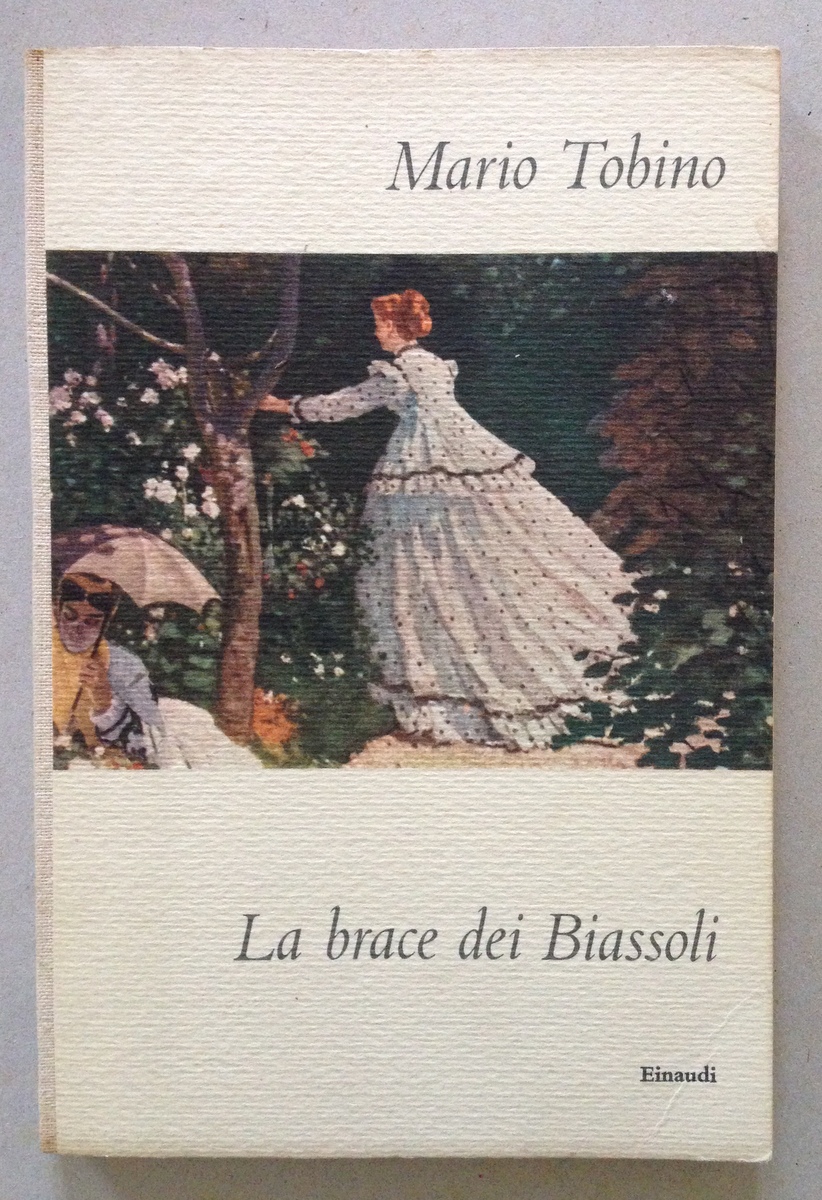 Mario Tobino
La brace dei Biassoli
Einaudi